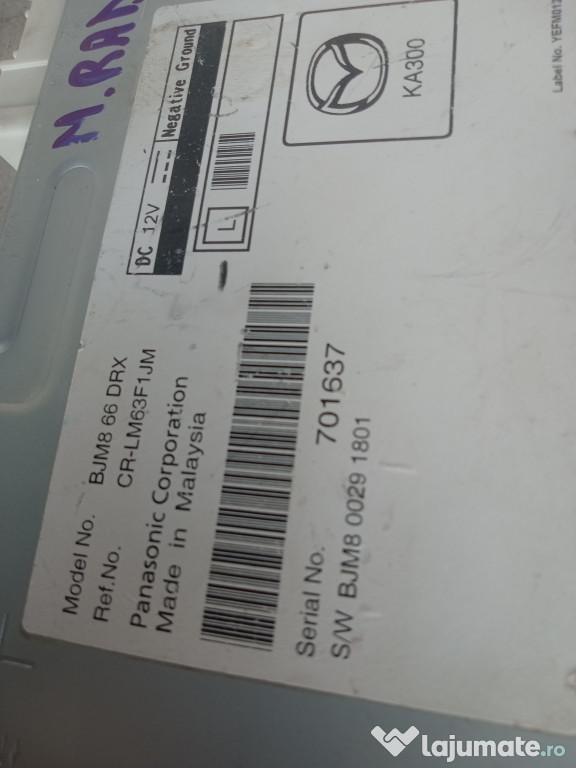 M. RAD
DC 12V
Negative Ground
L
KA300
Label No. YEFM012
Model No. BJM8 66 DRX
Ref.No. CR-LM63F1JM
Panasonic Corporation
Made in Malaysia
Serial No. 701637
S/W BJM8 0029 1801
lajumate.ro